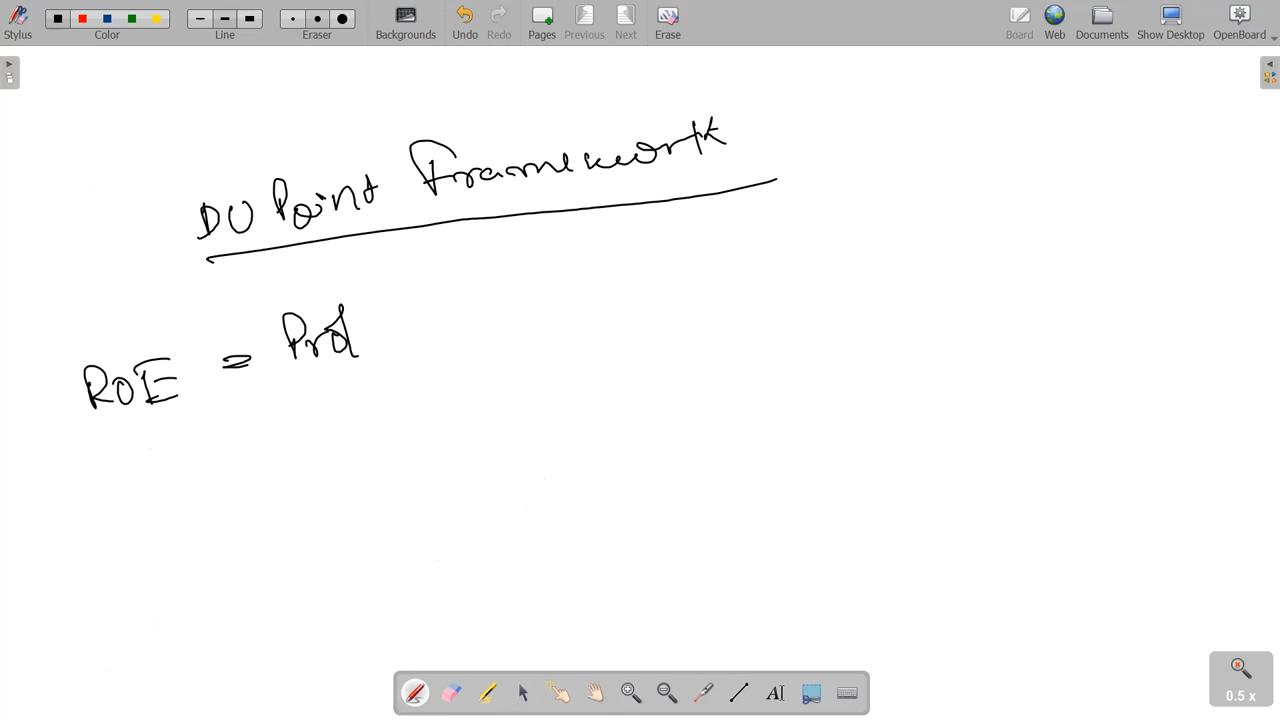 Stylus Color Line Eraser Backgrounds Undo Redo Pages Previous Next Erase Board Web Documents Show Desktop OpenBoard
DU Point Framework
ROE = Prof
0.5 x